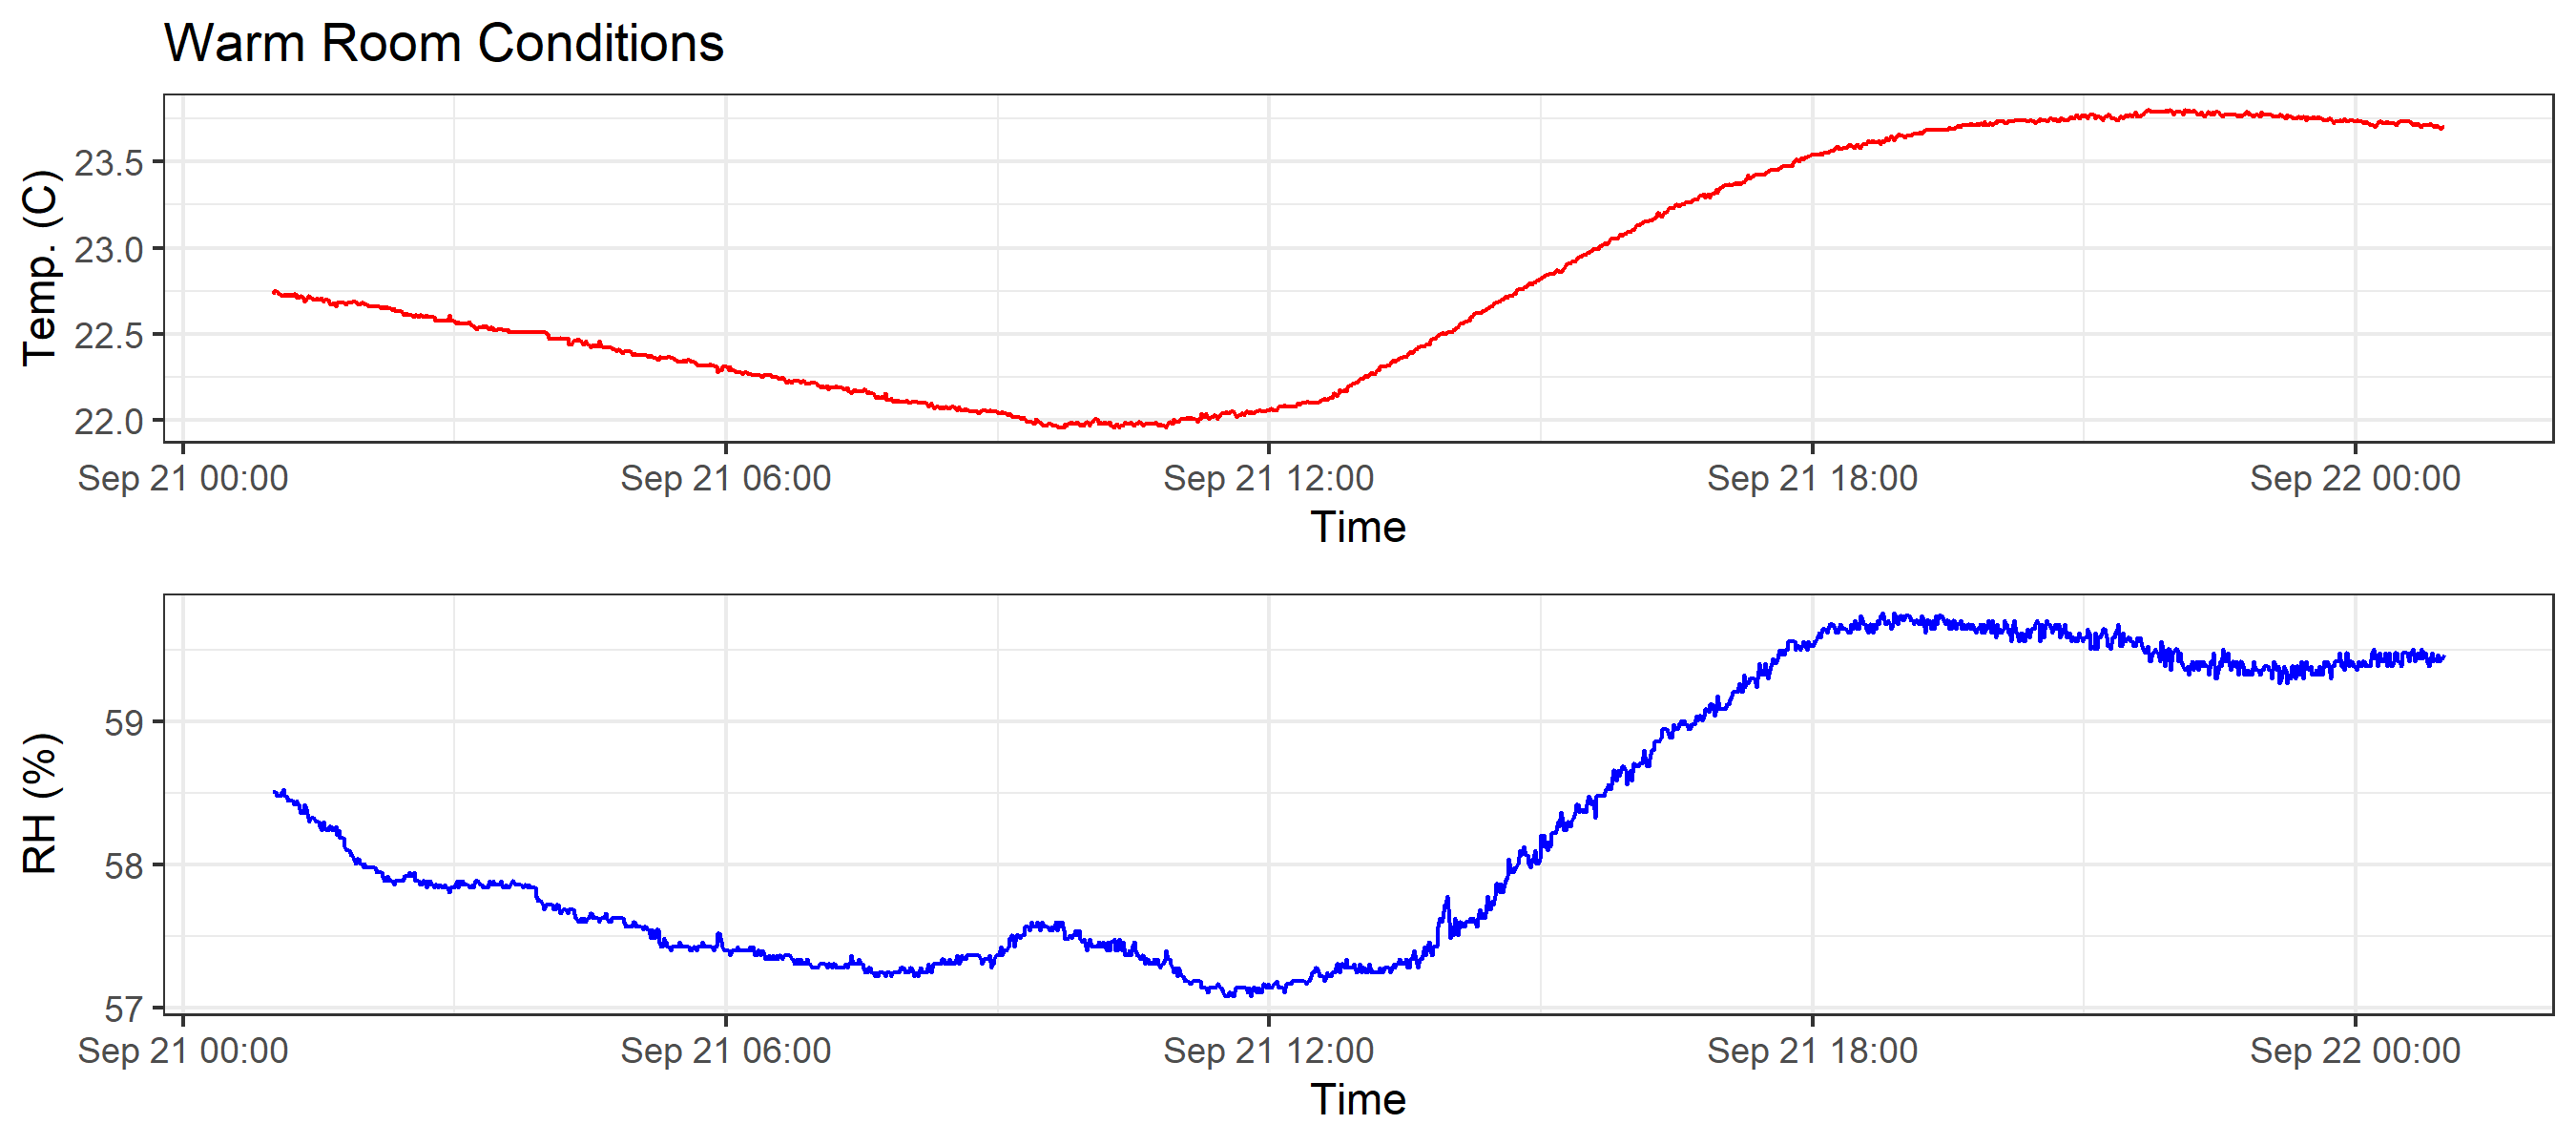 Warm Room Conditions
Temp. (C)
23.5
23.0
22.5
22.0
Sep 21 00:00 Sep 21 06:00 Sep 21 12:00 Sep 21 18:00 Sep 22 00:00
Time
RH (%)
59
58
57
Sep 21 00:00 Sep 21 06:00 Sep 21 12:00 Sep 21 18:00 Sep 22 00:00
Time